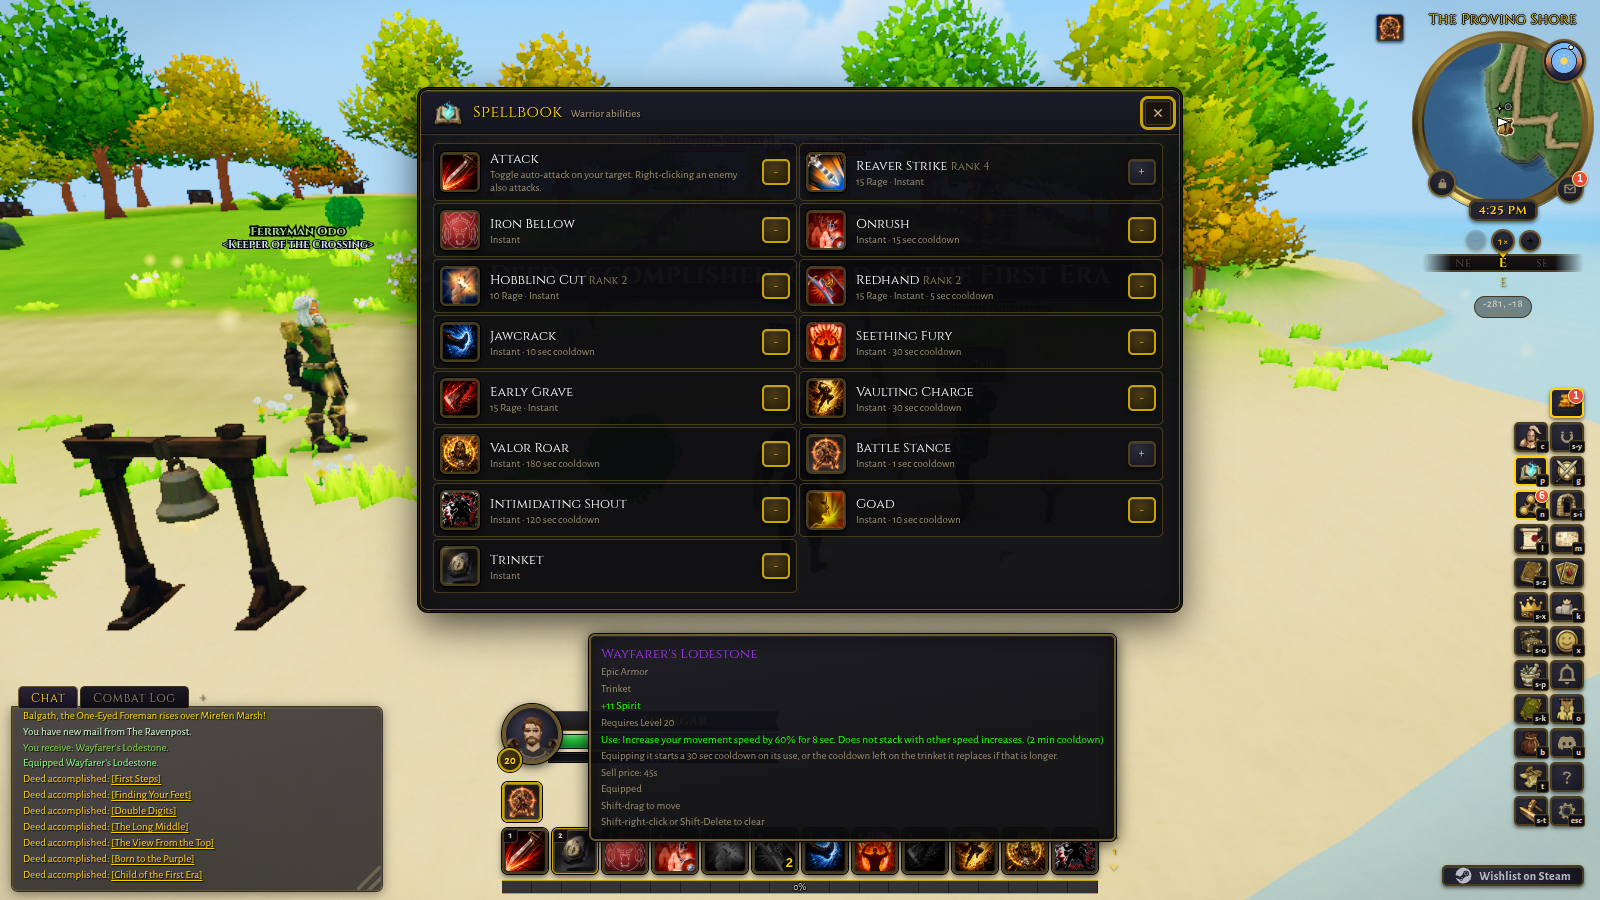 The Proving Shore
1
4:25 PM
1x
+
NE
E
SE
E
-281, -18
Spellbook
Warrior abilities
Attack
Toggle auto-attack on your target. Right-clicking an enemy
also attacks.
Reaver Strike Rank 4
15 Rage · Instant
Iron Bellow
Instant
Onrush
Instant · 15 sec cooldown
Hobbling Cut Rank 2
10 Rage · Instant
Redhand Rank 2
15 Rage · Instant · 5 sec cooldown
Jawcrack
Instant · 10 sec cooldown
Seething Fury
Instant · 30 sec cooldown
Early Grave
15 Rage · Instant
Vaulting Charge
Instant · 30 sec cooldown
Valor Roar
Instant · 180 sec cooldown
Battle Stance
Instant · 1 sec cooldown
Intimidating Shout
Instant · 120 sec cooldown
Goad
Instant · 10 sec cooldown
Trinket
Instant
Ferryman Odo
<Keeper of the Crossing>
Wayfarer's Lodestone
Epic Armor
Trinket
+11 Spirit
Requires Level 20
Use: Increase your movement speed by 60% for 8 sec. Does not stack with other speed increases. (2 min cooldown)
Equipping it starts a 30 sec cooldown on its use, or the cooldown left on the trinket it replaces if that is longer.
Sell price: 45s
Equipped
Shift-drag to move
Shift-right-click or Shift-Delete to clear
Chat
Combat Log
+
Balgath, the One-Eyed Foreman rises over Mirefen Marsh!
You have new mail from The Ravenpost.
You receive: Wayfarer's Lodestone.
Equipped Wayfarer's Lodestone.
Deed accomplished: [First Steps]
Deed accomplished: [Finding Your Feet]
Deed accomplished: [Double Digits]
Deed accomplished: [The Long Middle]
Deed accomplished: [The View From the Top]
Deed accomplished: [Born to the Purple]
Deed accomplished: [Child of the First Era]
20
1
2
2
1
0%
1
c
s-y
p
g
6
n
s-i
l
m
s-z
s-x
k
s-o
x
s-p
s-k
o
b
u
t
?
s-t
esc
Wishlist on Steam